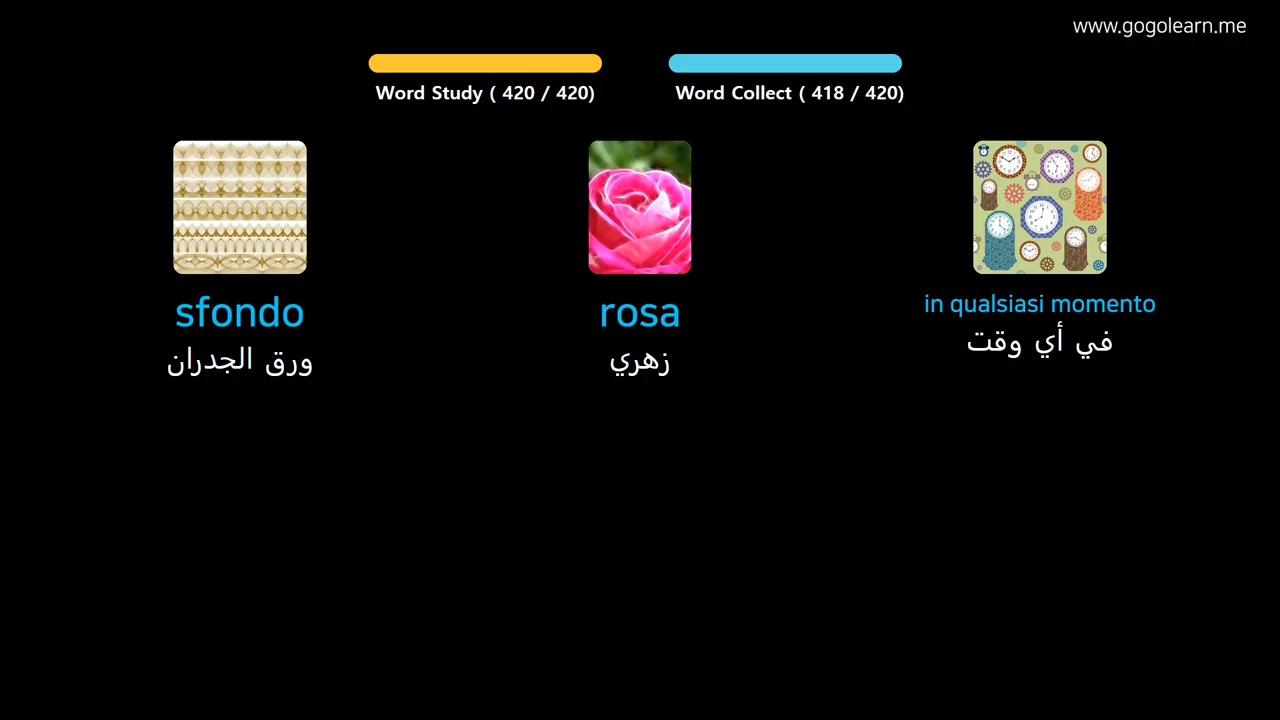 www.gogolearn.me
Word Study ( 420 / 420)
Word Collect ( 418 / 420)
sfondo
ورق الجدران
rosa
زهري
in qualsiasi momento
في أي وقت